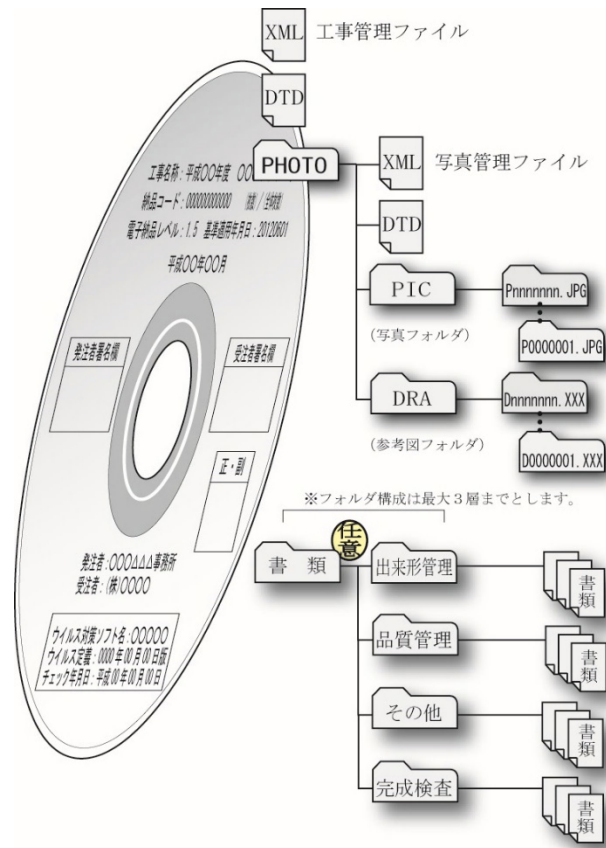 XML 工事管理ファイル
DTD
PHOTO
XML 写真管理ファイル
DTD
PIC
(写真フォルダ)
Pnnnnnnn.JPG
P0000001.JPG
DRA
(参考図フォルダ)
Dnnnnnnn.XXX
D0000001.XXX
工事名称：平成〇〇年度 〇〇
納品コード：00000000000
電子納品レベル：1.5 基準適用年月日：20120601
平成〇〇年〇〇月
発注者署名欄
受注者署名欄
正・副
発注者：〇〇〇△△△事務所
受注者：(株)〇〇〇〇
ウイルス対策ソフト名：〇〇〇〇〇
ウイルス定義：0000年00月00日版
チェック年月日：平成00年00月00日
※フォルダ構成は最大３層までとします。
任意
書類
出来形管理
書類
品質管理
書類
その他
書類
完成検査
書類